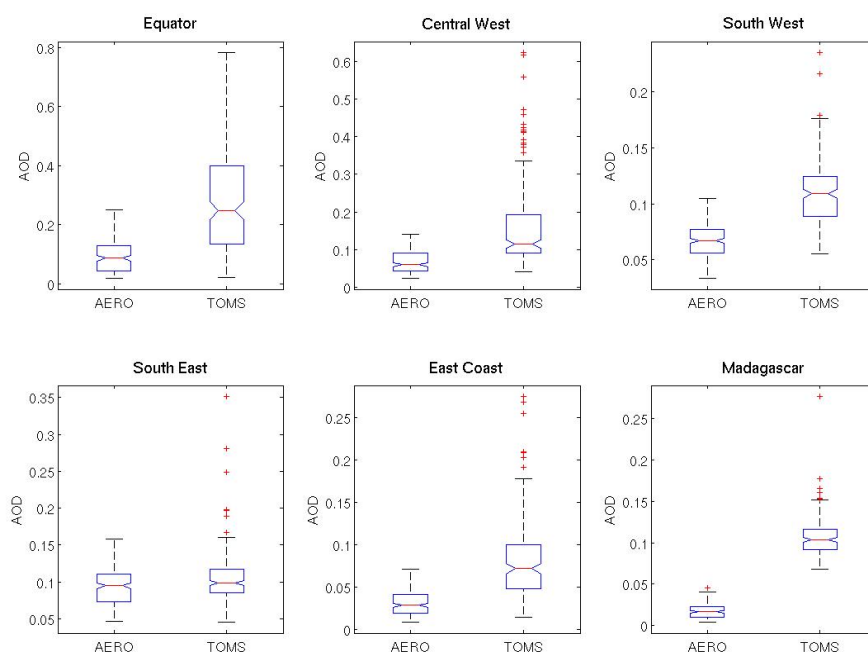 Equator
0.8
0.6
0.4
0.2
0
AOD
AERO TOMS
Central West
0.6
0.5
0.4
0.3
0.2
0.1
0
AOD
AERO TOMS
South West
0.2
0.15
0.1
0.05
AOD
AERO TOMS
South East
0.35
0.3
0.25
0.2
0.15
0.1
0.05
AOD
AERO TOMS
East Coast
0.25
0.2
0.15
0.1
0.05
0
AOD
AERO TOMS
Madagascar
0.25
0.2
0.15
0.1
0.05
0
AOD
AERO TOMS